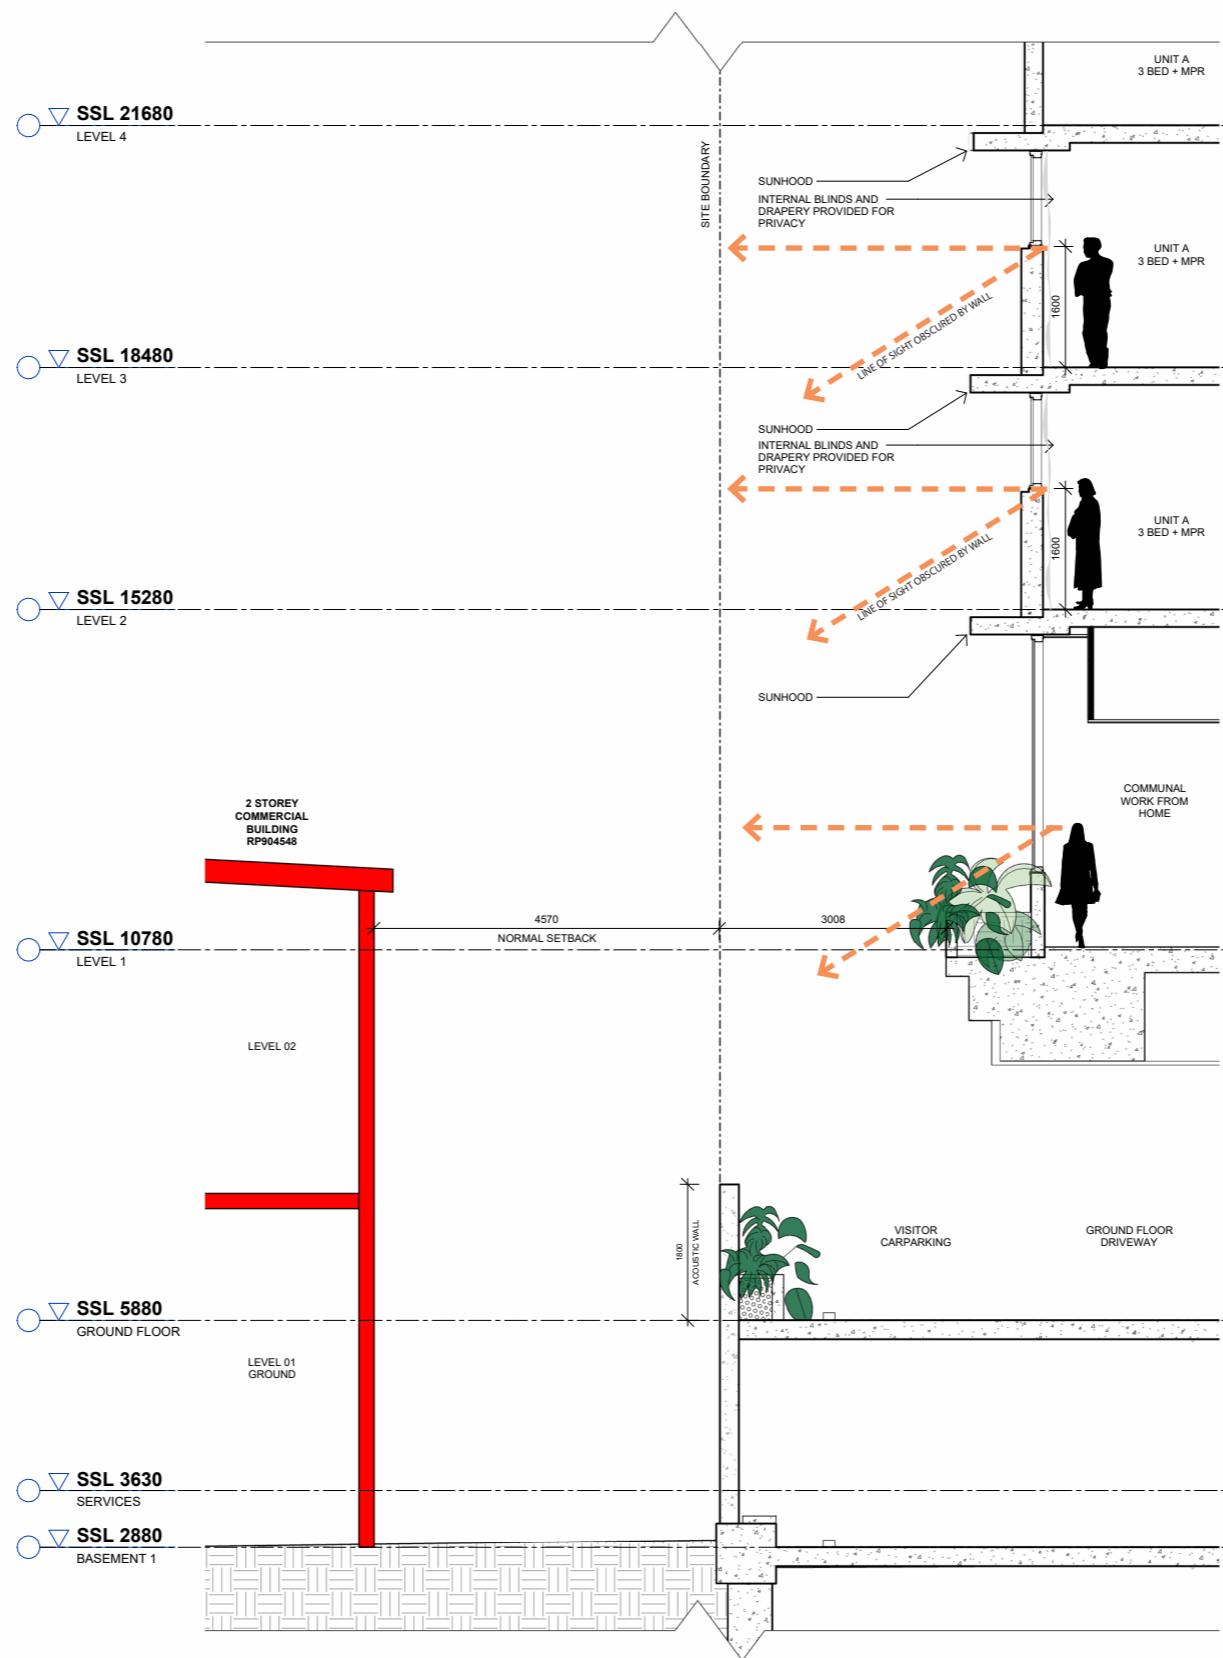 UNIT A
3 BED + MPR
SSL 21680
LEVEL 4
SITE BOUNDARY
SUNHOOD
INTERNAL BLINDS AND
DRAPERY PROVIDED FOR
PRIVACY
UNIT A
3 BED + MPR
1600
LINE OF SIGHT OBSCURED BY WALL
SSL 18480
LEVEL 3
SUNHOOD
INTERNAL BLINDS AND
DRAPERY PROVIDED FOR
PRIVACY
UNIT A
3 BED + MPR
1600
LINE OF SIGHT OBSCURED BY WALL
SSL 15280
LEVEL 2
SUNHOOD
COMMUNAL
WORK FROM
HOME
2 STOREY
COMMERCIAL
BUILDING
RP904548
4570
NORMAL SETBACK
3008
SSL 10780
LEVEL 1
LEVEL 02
1800
ACOUSTIC WALL
VISITOR
CARPARKING
GROUND FLOOR
DRIVEWAY
SSL 5880
GROUND FLOOR
LEVEL 01
GROUND
SSL 3630
SERVICES
SSL 2880
BASEMENT 1